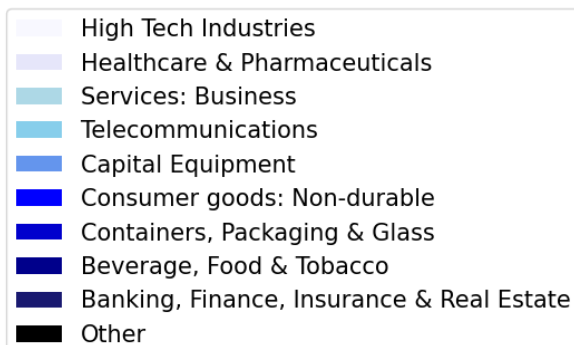 High Tech Industries
Healthcare & Pharmaceuticals
Services: Business
Telecommunications
Capital Equipment
Consumer goods: Non-durable
Containers, Packaging & Glass
Beverage, Food & Tobacco
Banking, Finance, Insurance & Real Estate
Other